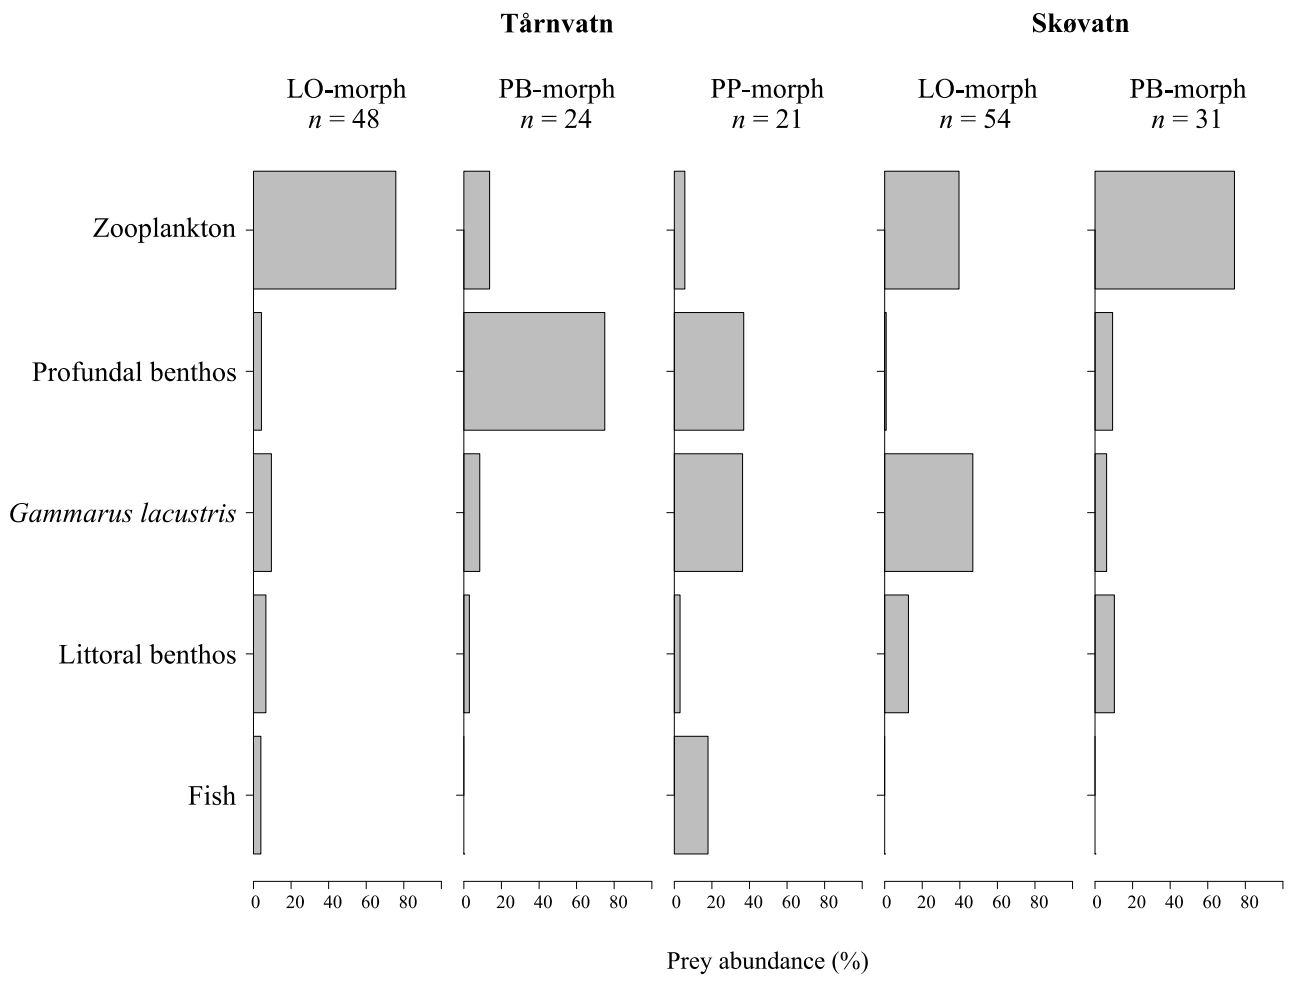 Tårnvatn Skøvatn
LO-morph PB-morph PP-morph LO-morph PB-morph
n = 48 n = 24 n = 21 n = 54 n = 31
Zooplankton
Profundal benthos
Gammarus lacustris
Littoral benthos
Fish
0 20 40 60 80 0 20 40 60 80 0 20 40 60 80 0 20 40 60 80 0 20 40 60 80
Prey abundance (%)